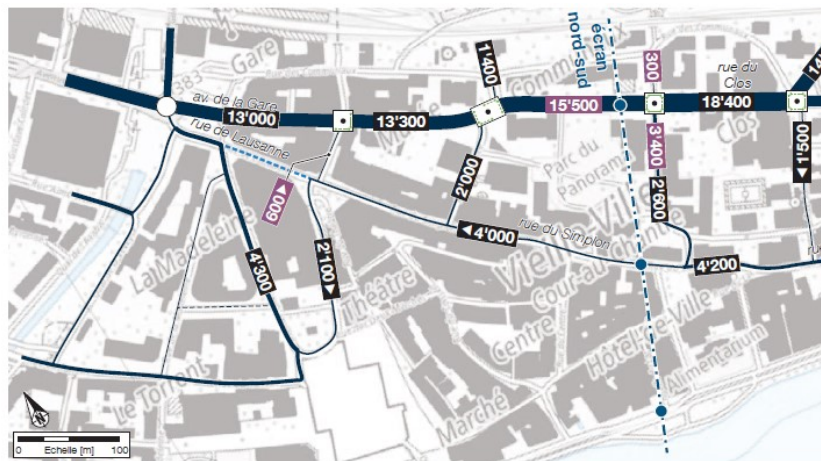 Gare
383
av. de la Gare
13'000
rue de Lausanne
13'300
1'400
écran
nord-sud
15'500
300
3'400
2'600
rue du
Clos
18'400
Clos
1'500
Parc du
Panorama
2'000
600
La Madeleine
4'300
2'100
4'000
rue du Simplon
Vieille-Ville
Cour-au-Chantre
4'200
Théâtre
Centre
Hôtel-de-Ville
Alimentarium
Marché
Le Torrent
N
0 Echelle [m] 100